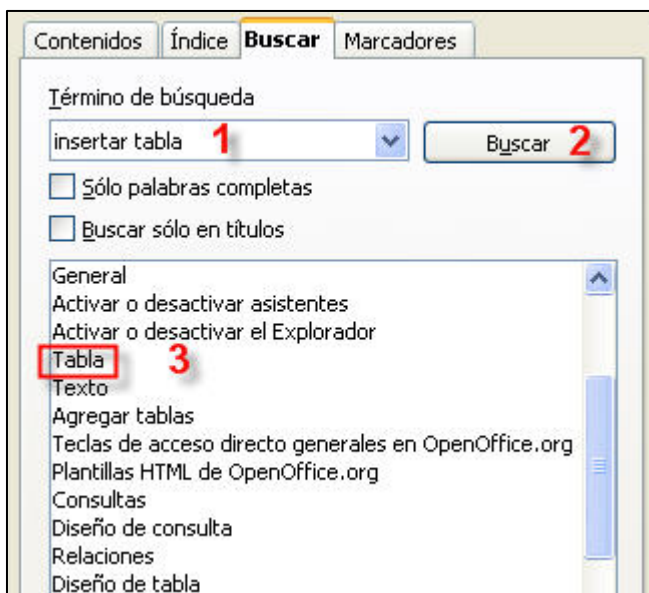 Contenidos Índice Buscar Marcadores
Término de búsqueda
insertar tabla 1 Buscar 2
Sólo palabras completas
Buscar sólo en títulos
General
Activar o desactivar asistentes
Activar o desactivar el Explorador
Tabla 3
Texto
Agregar tablas
Teclas de acceso directo generales en OpenOffice.org
Plantillas HTML de OpenOffice.org
Consultas
Diseño de consulta
Relaciones
Diseño de tabla